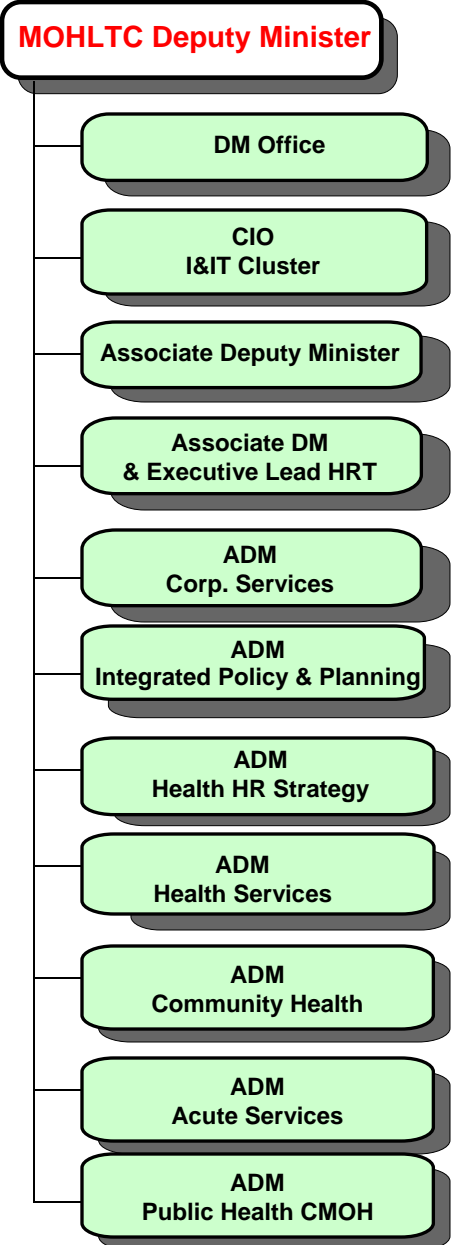 MOHLTC Deputy Minister
DM Office
CIO
I&IT Cluster
Associate Deputy Minister
Associate DM
& Executive Lead HRT
ADM
Corp. Services
ADM
Integrated Policy & Planning
ADM
Health HR Strategy
ADM
Health Services
ADM
Community Health
ADM
Acute Services
ADM
Public Health CMOH